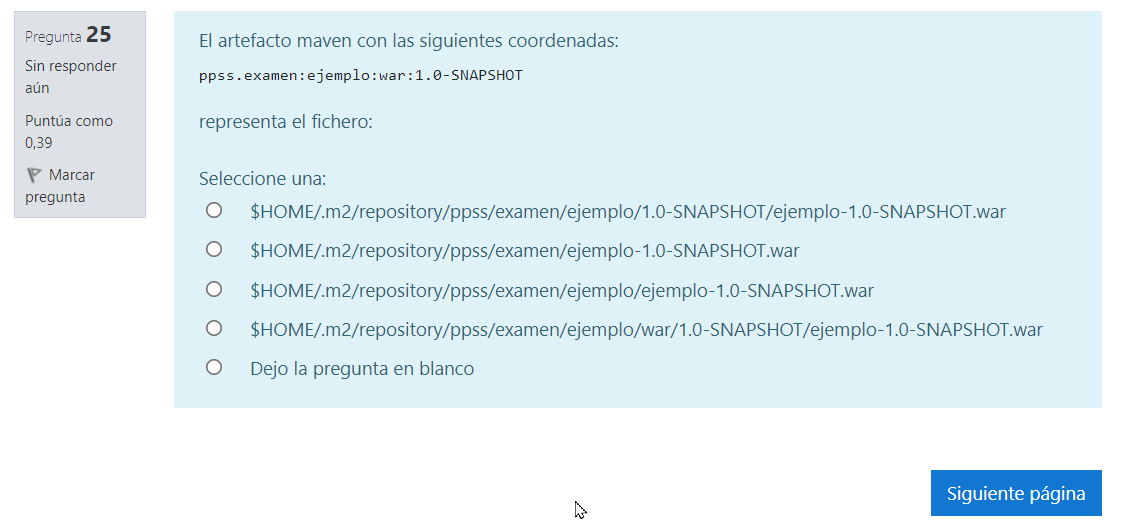 Pregunta 25
Sin responder
aún
Puntúa como
0,39
Marcar
pregunta
El artefacto maven con las siguientes coordenadas:
ppss.examen:ejemplo:war:1.0-SNAPSHOT
representa el fichero:
Seleccione una:
$HOME/.m2/repository/ppss/examen/ejemplo/1.0-SNAPSHOT/ejemplo-1.0-SNAPSHOT.war
$HOME/.m2/repository/ppss/examen/ejemplo-1.0-SNAPSHOT.war
$HOME/.m2/repository/ppss/examen/ejemplo/ejemplo-1.0-SNAPSHOT.war
$HOME/.m2/repository/ppss/examen/ejemplo/war/1.0-SNAPSHOT/ejemplo-1.0-SNAPSHOT.war
Dejo la pregunta en blanco
Siguiente página